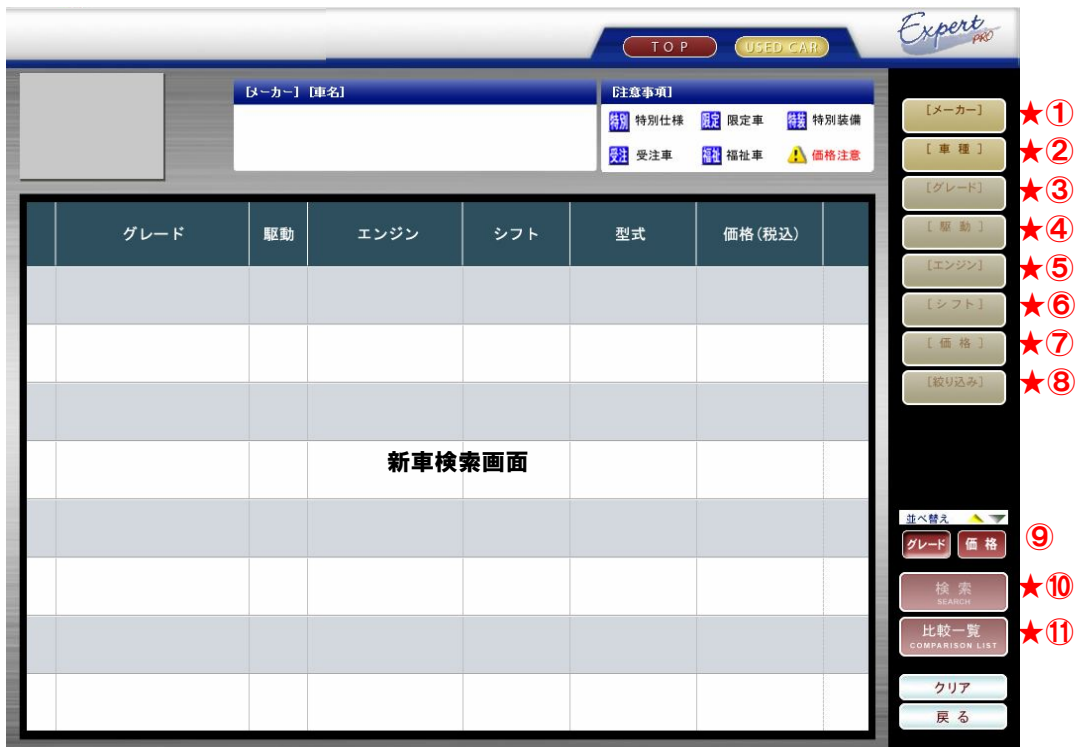 TOP
USED CAR
Expert
PRO
[メーカー] [車名]
[注意事項]
特別 特別仕様
限定 限定車
特装 特別装備
受注 受注車
福祉 福祉車
価格注意
グレード
駆動
エンジン
シフト
型式
価格(税込)
新車検索画面
[メーカー]
★①
[車 種]
★②
[グレード]
★③
[駆 動]
★④
[エンジン]
★⑤
[シフト]
★⑥
[価 格]
★⑦
[絞り込み]
★⑧
並べ替え
グレード
価 格
⑨
検 索
SEARCH
★⑩
比較一覧
COMPARISON LIST
★⑪
クリア
戻 る